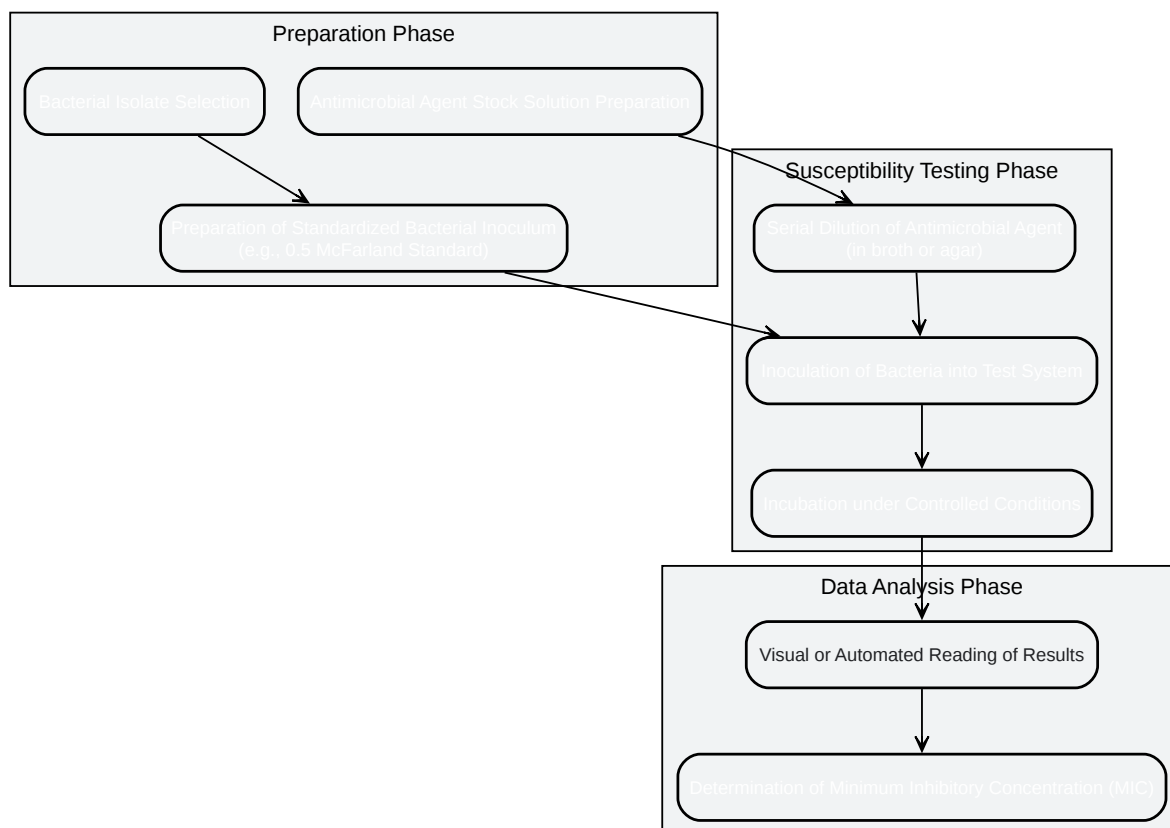 Preparation Phase
Bacterial Isolate Selection
Antimicrobial Agent Stock Solution Preparation
Preparation of Standardized Bacterial Inoculum
(e.g., 0.5 McFarland Standard)
Susceptibility Testing Phase
Serial Dilution of Antimicrobial Agent
(in broth or agar)
Inoculation of Bacteria into Test System
Incubation under Controlled Conditions
Data Analysis Phase
Visual or Automated Reading of Results
Determination of Minimum Inhibitory Concentration (MIC)